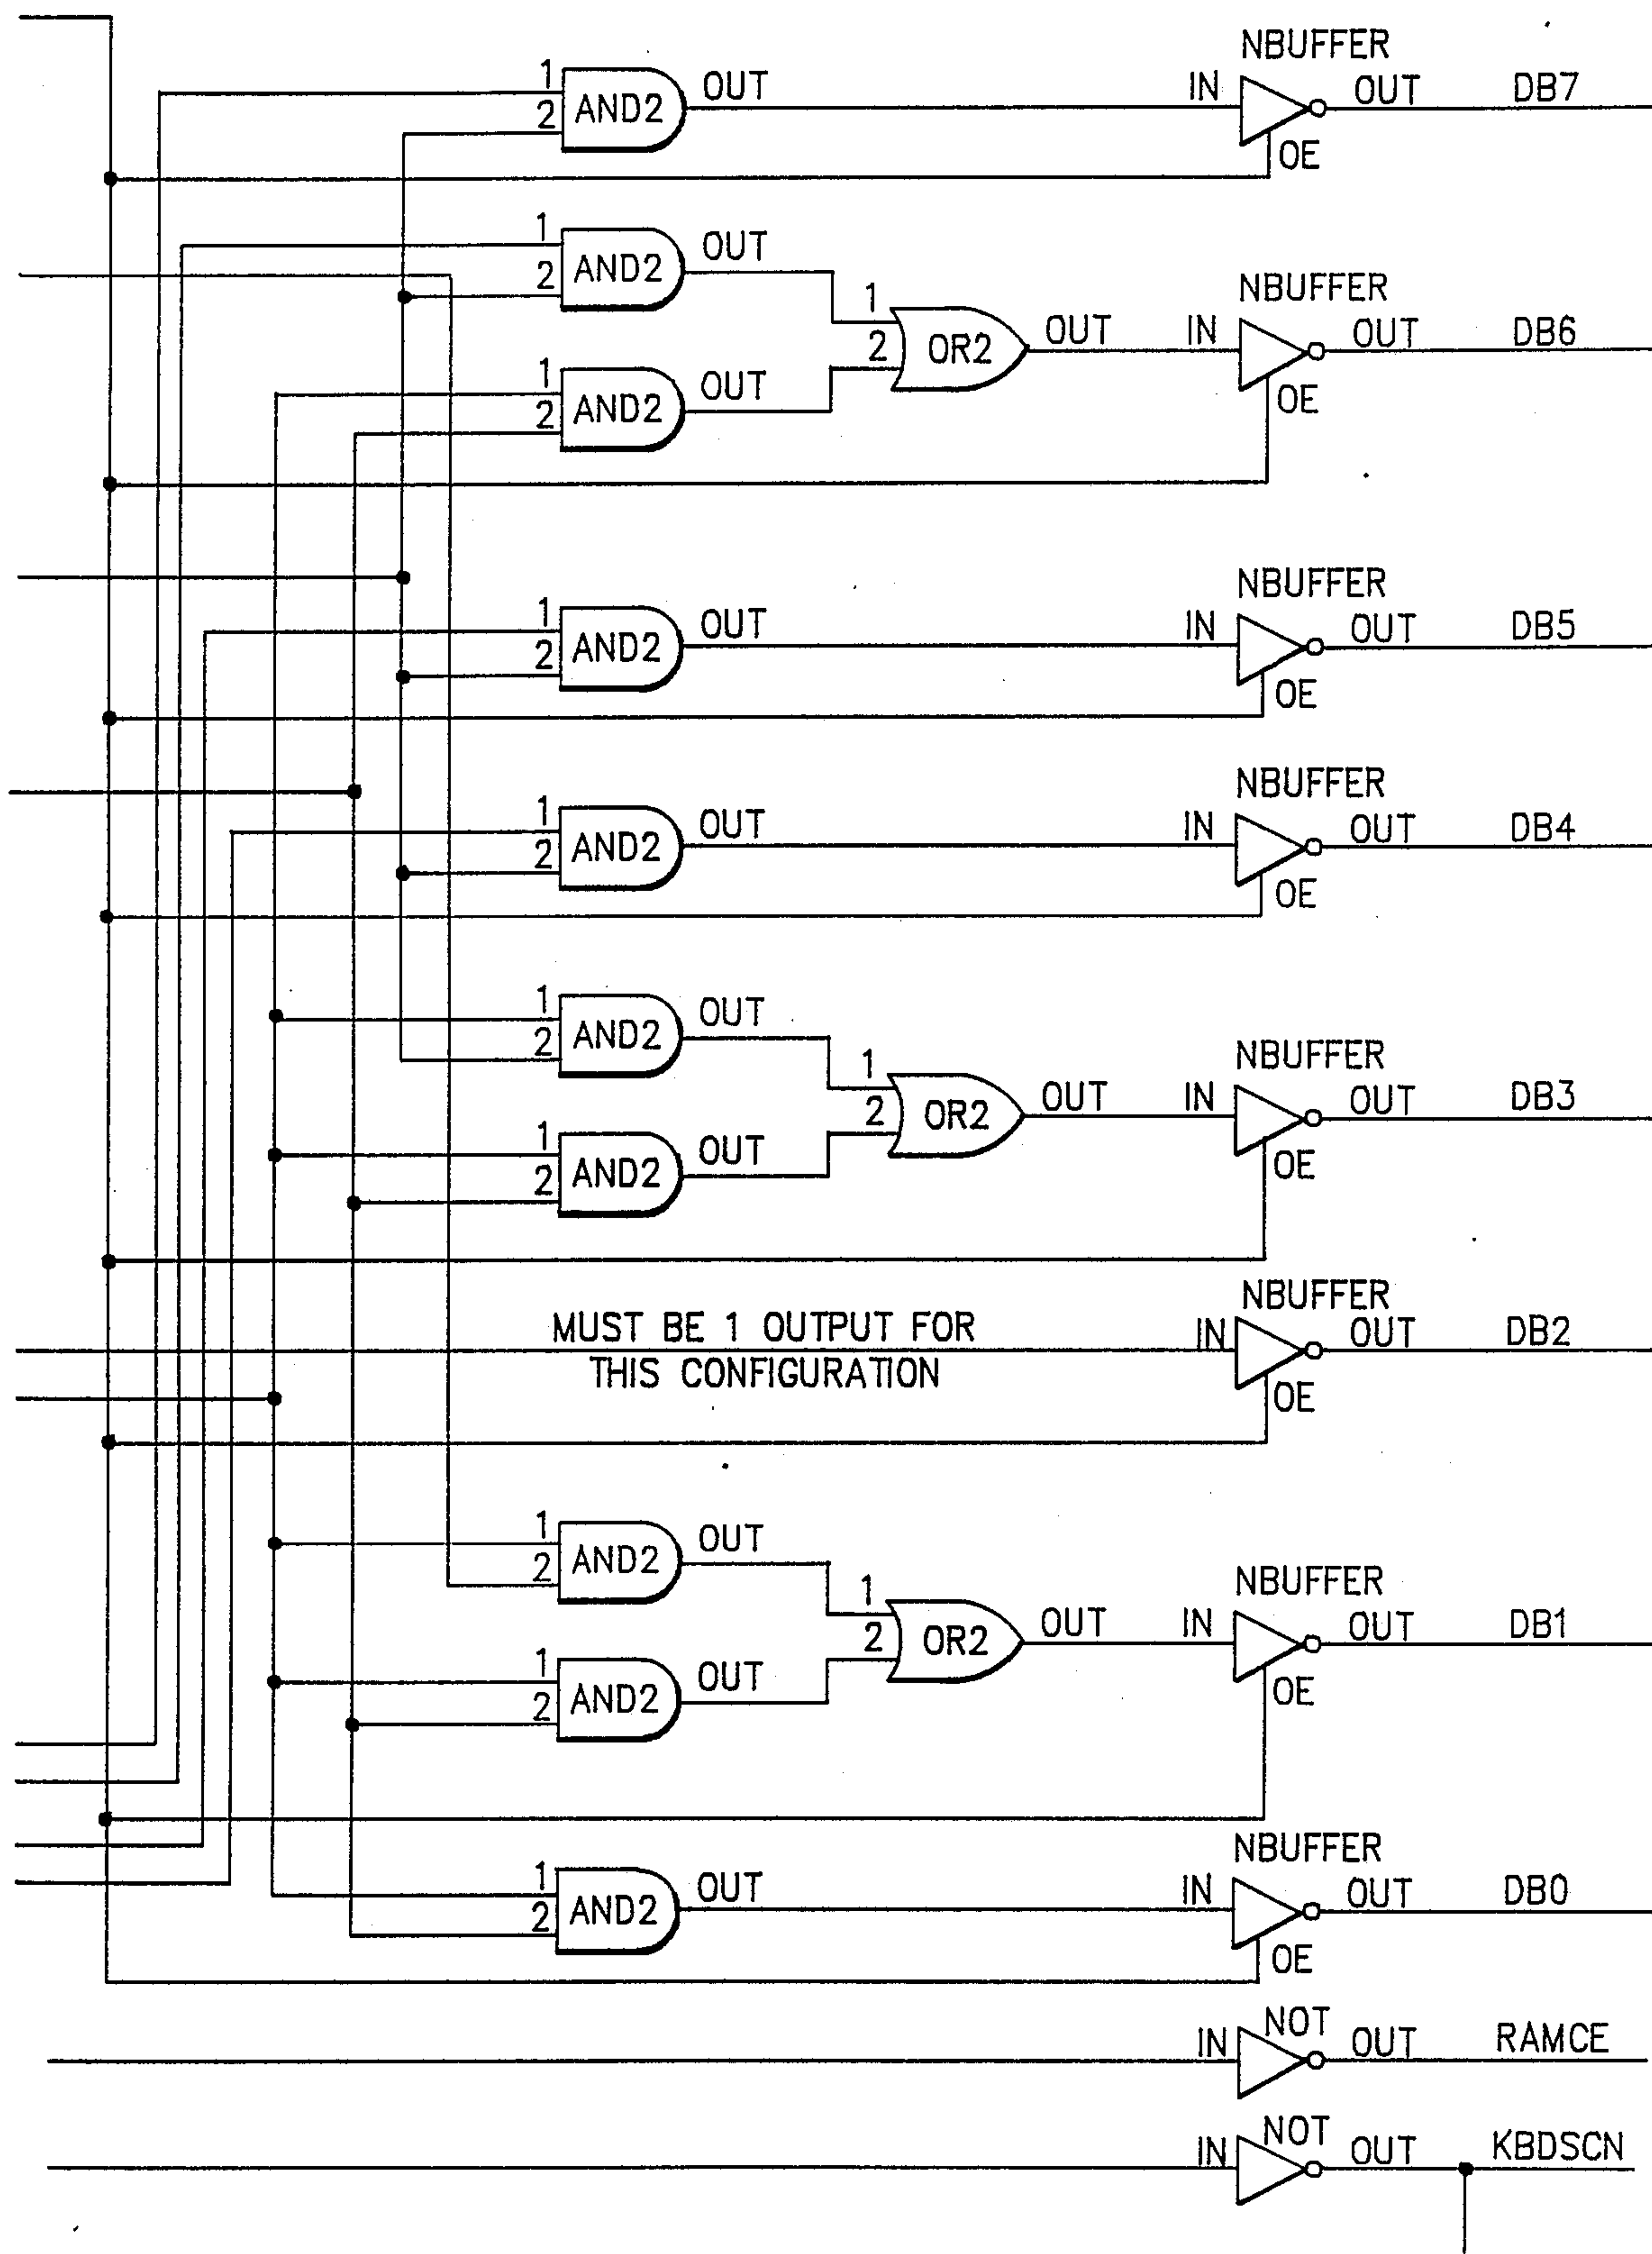 NBUFFER
1 AND2 OUT IN OUT DB7
2
OE
1 AND2 OUT
2
NBUFFER
1 OR2 OUT IN OUT DB6
2
1 AND2 OUT
2
OE
NBUFFER
1 AND2 OUT IN OUT DB5
2
OE
NBUFFER
1 AND2 OUT IN OUT DB4
2
OE
1 AND2 OUT
2
NBUFFER
1 OR2 OUT IN OUT DB3
2
1 AND2 OUT
2
OE
NBUFFER
MUST BE 1 OUTPUT FOR IN OUT DB2
THIS CONFIGURATION
OE
1 AND2 OUT
2
NBUFFER
1 OR2 OUT IN OUT DB1
2
1 AND2 OUT
2
OE
NBUFFER
1 AND2 OUT IN OUT DB0
2
OE
NOT
IN OUT RAMCE
NOT
IN OUT KBDSCN